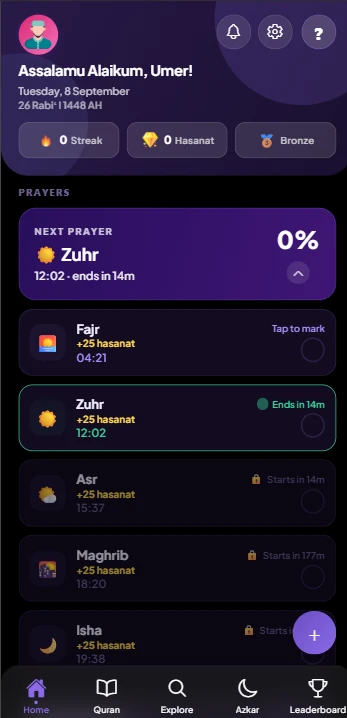 ?
Assalamu Alaikum, Umer!
Tuesday, 8 September
26 Rabiʻ I 1448 AH
0 Streak
0 Hasanat
Bronze
PRAYERS
NEXT PRAYER
0%
Zuhr
12:02 · ends in 14m
Fajr
Tap to mark
+25 hasanat
04:21
Zuhr
Ends in 14m
+25 hasanat
12:02
Asr
Starts in 14m
+25 hasanat
15:37
Maghrib
Starts in 177m
+25 hasanat
18:20
Isha
Starts
+25 hasanat
19:38
+
Home
Quran
Explore
Azkar
Leaderboard